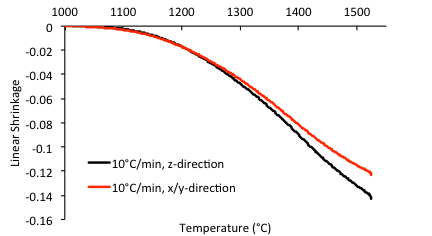 1000 1100 1200 1300 1400 1500
0
-0.02
-0.04
-0.06
-0.08
-0.1
-0.12
-0.14
-0.16
Linear Shrinkage
10°C/min, z-direction
10°C/min, x/y-direction
Temperature (°C)